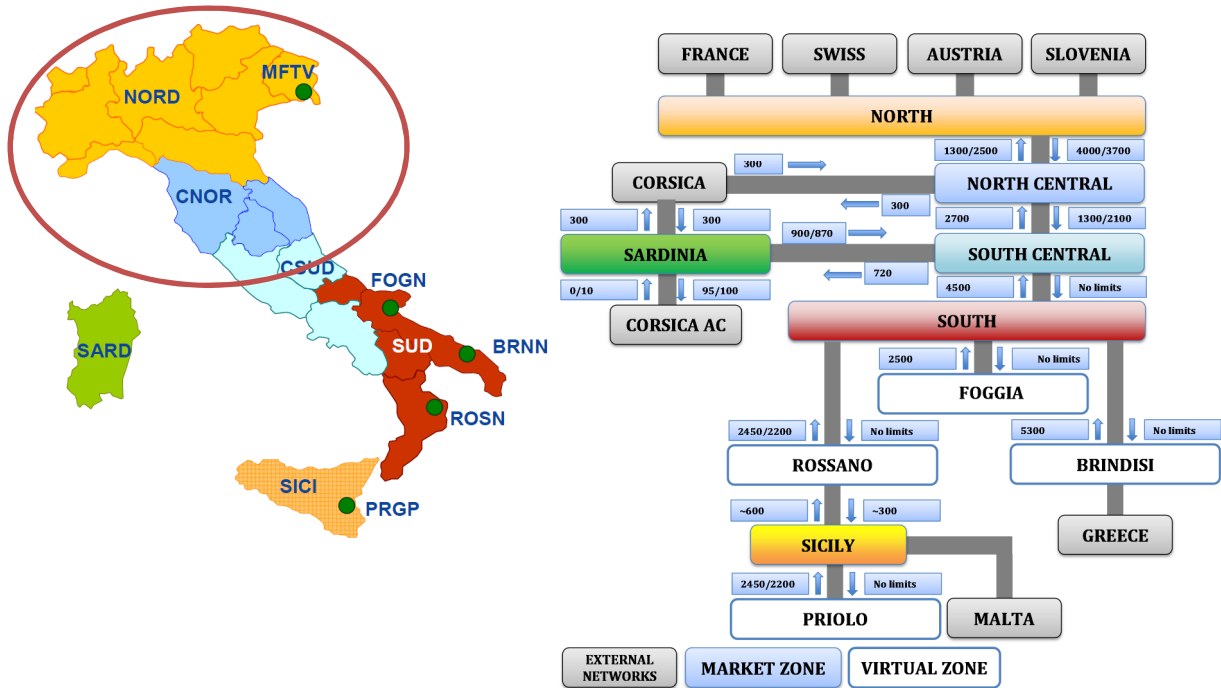 MFTV
NORD
CNOR
CSUD
FOGN
SARD
SUD
BRNN
ROSN
SICI
PRGP
FRANCE
SWISS
AUSTRIA
SLOVENIA
NORTH
1300/2500
4000/3700
300
CORSICA
NORTH CENTRAL
300
300
300
2700
1300/2100
900/870
SARDINIA
SOUTH CENTRAL
720
0/10
95/100
4500
No limits
CORSICA AC
SOUTH
2500
No limits
FOGGIA
2450/2200
No limits
5300
No limits
ROSSANO
BRINDISI
~600
~300
GREECE
SICILY
2450/2200
No limits
PRIOLO
MALTA
EXTERNAL
NETWORKS
MARKET ZONE
VIRTUAL ZONE